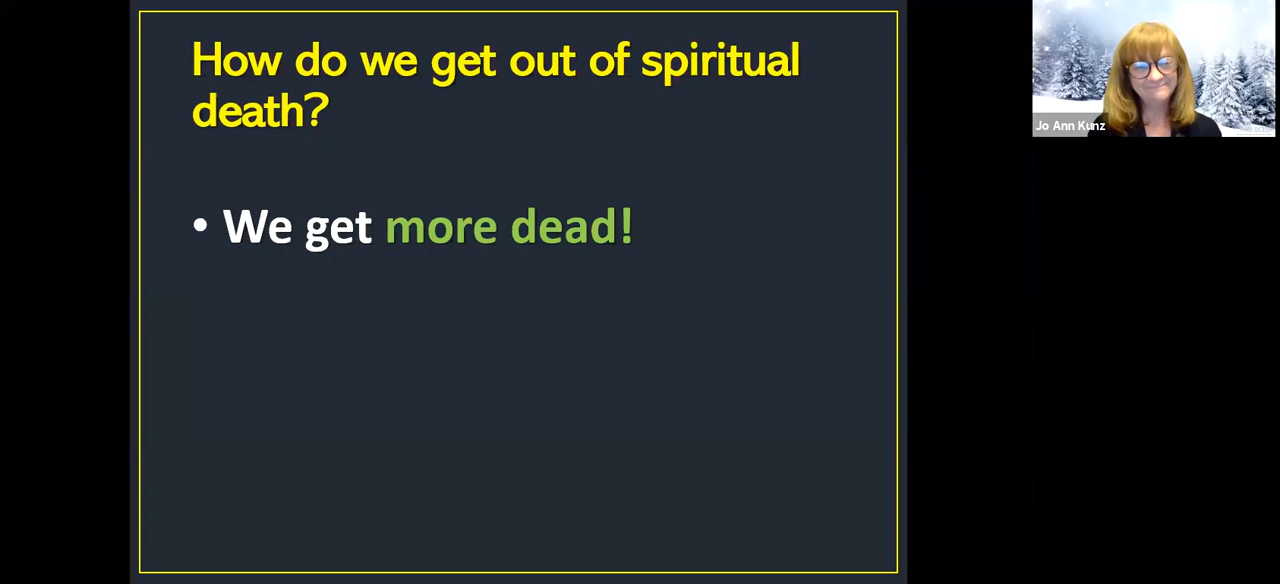 How do we get out of spiritual
death?
• We get more dead!
Jo Ann Kunz